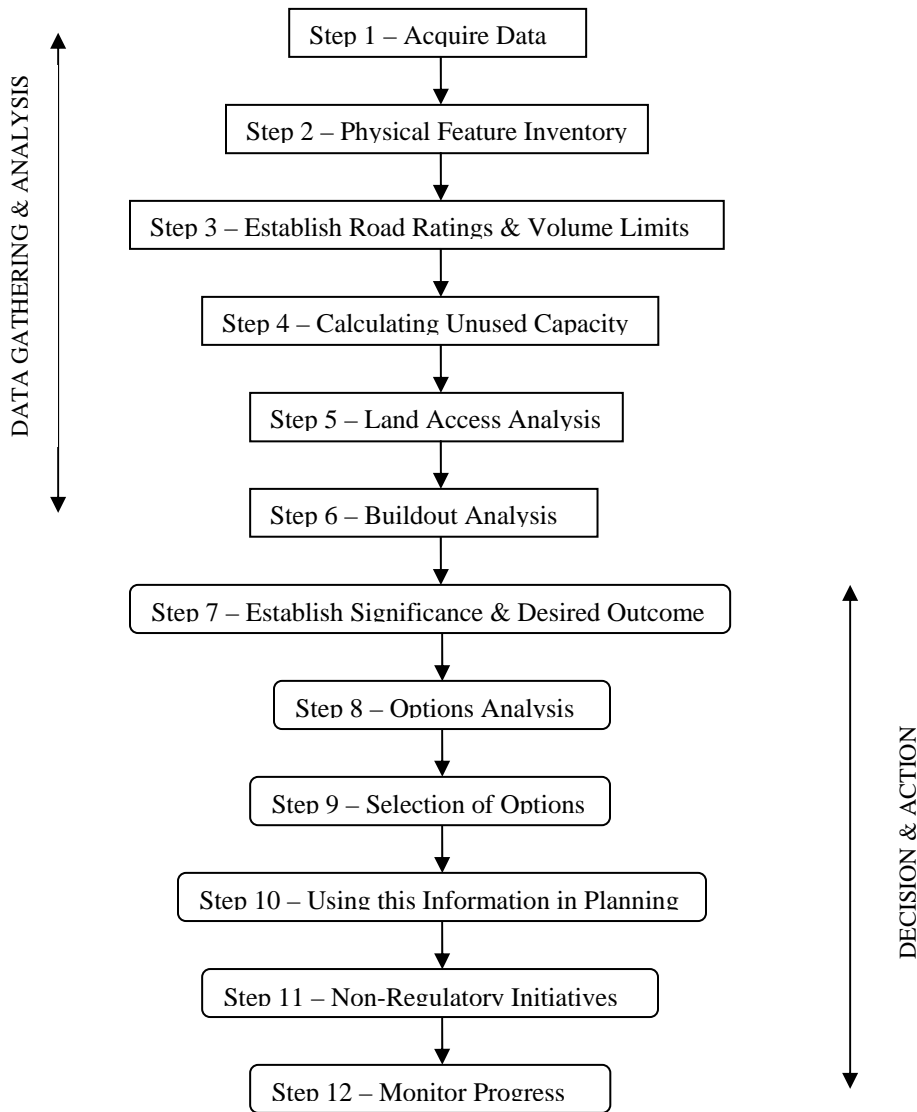 Step 1 – Acquire Data
DATA GATHERING & ANALYSIS
Step 2 – Physical Feature Inventory
Step 3 – Establish Road Ratings & Volume Limits
Step 4 – Calculating Unused Capacity
Step 5 – Land Access Analysis
Step 6 – Buildout Analysis
Step 7 – Establish Significance & Desired Outcome
Step 8 – Options Analysis
Step 9 – Selection of Options
DECISION & ACTION
Step 10 – Using this Information in Planning
Step 11 – Non-Regulatory Initiatives
Step 12 – Monitor Progress